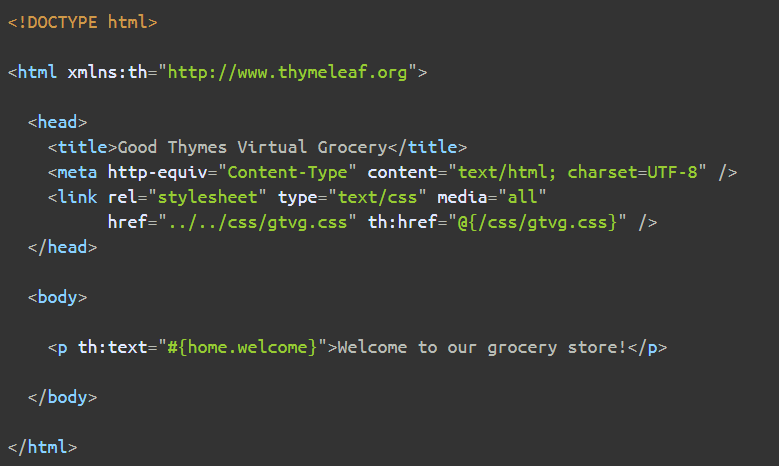 <!DOCTYPE html>
<html xmlns:th="http://www.thymeleaf.org">
<head>
<title>Good Thymes Virtual Grocery</title>
<meta http-equiv="Content-Type" content="text/html; charset=UTF-8" />
<link rel="stylesheet" type="text/css" media="all"
href="../../css/gtvg.css" th:href="@{/css/gtvg.css}" />
</head>
<body>
<p th:text="#{home.welcome}">Welcome to our grocery store!</p>
</body>
</html>